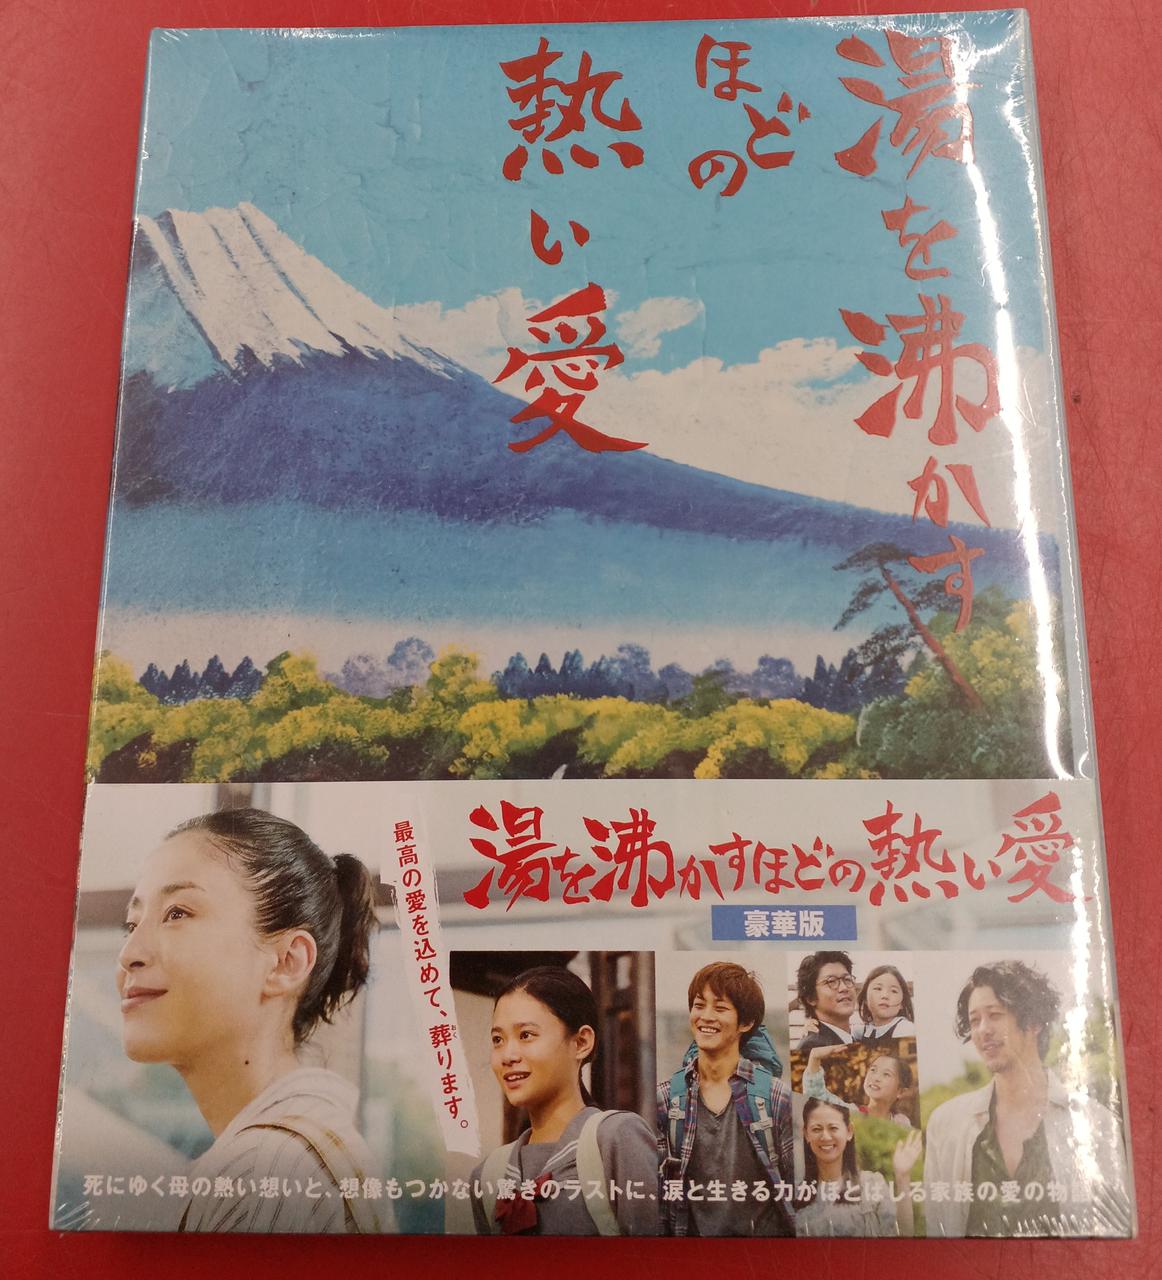 湯を沸かす
ほどの
熱い愛
湯を沸かすほどの熱い愛
豪華版
最高の愛を込めて、葬ります。
おく
死にゆく母の熱い想いと、想像もつかない驚きのラストに、涙と生きる力がほとばしる家族の愛の物語